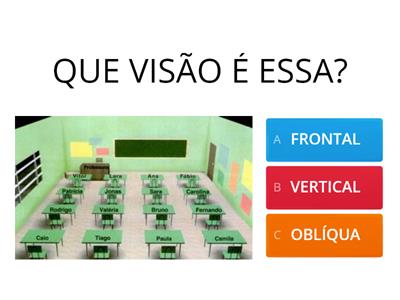 QUE VISÃO É ESSA?
Professora
Vitor Lara Ana Fábio
Patrícia Jonas Sara Carolina
Rodrigo Valéria Bruno Fernando
Caio Tiago Paula Camila
A FRONTAL
B VERTICAL
C OBLÍQUA